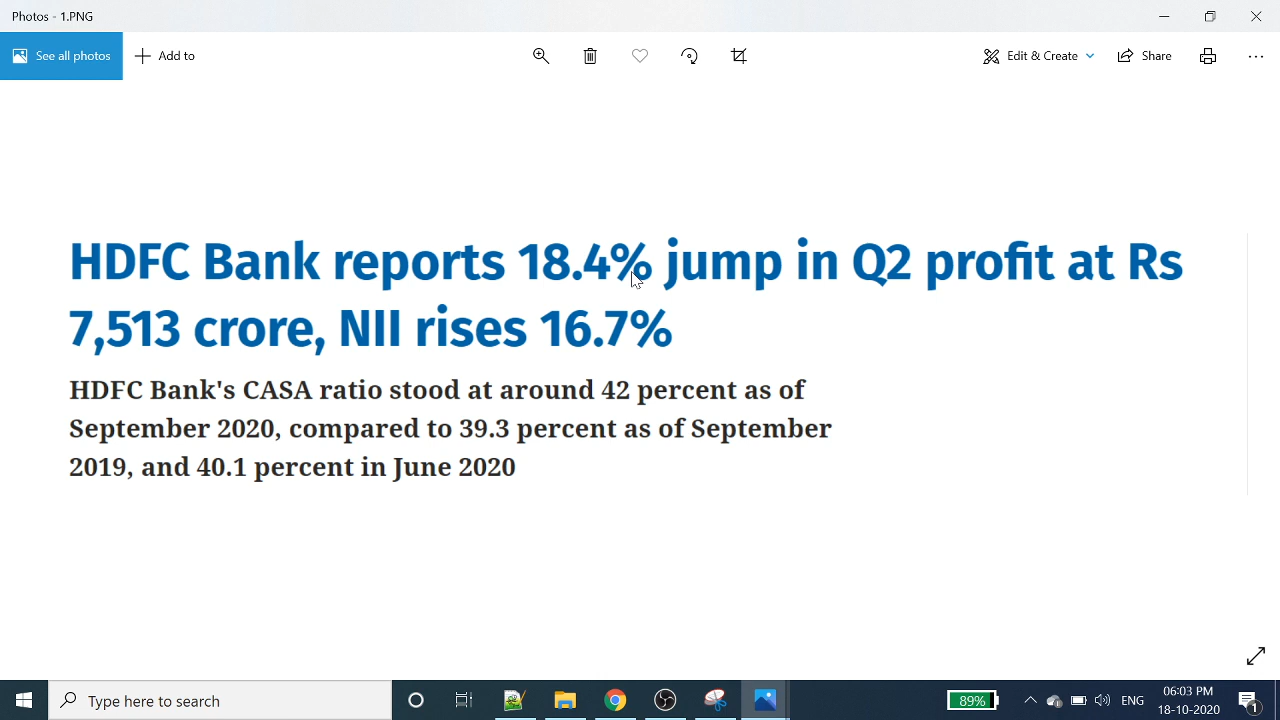 Photos - 1.PNG
See all photos
Add to
Edit & Create
Share
HDFC Bank reports 18.4% jump in Q2 profit at Rs
7,513 crore, NII rises 16.7%
HDFC Bank's CASA ratio stood at around 42 percent as of
September 2020, compared to 39.3 percent as of September
2019, and 40.1 percent in June 2020
Type here to search
89%
ENG
06:03 PM
18-10-2020
1